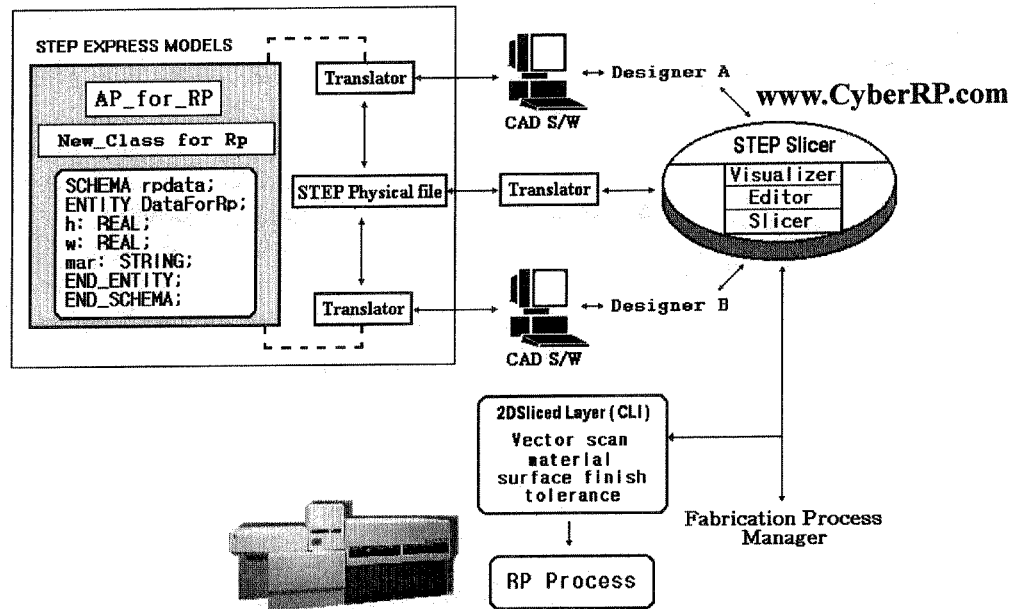 STEP EXPRESS MODELS
AP_for_RP
New_Class for Rp
SCHEMA rpdata;
ENTITY DataForRp;
h: REAL;
w: REAL;
mar: STRING;
END_ENTITY;
END_SCHEMA;
Translator
STEP Physical file
Translator
Translator
CAD S/W
Designer A
CAD S/W
Designer B
www.CyberRP.com
STEP Slicer
Visualizer
Editor
Slicer
2DSliced Layer (CLI)
Vector scan
material
surface finish
tolerance
RP Process
Fabrication Process
Manager